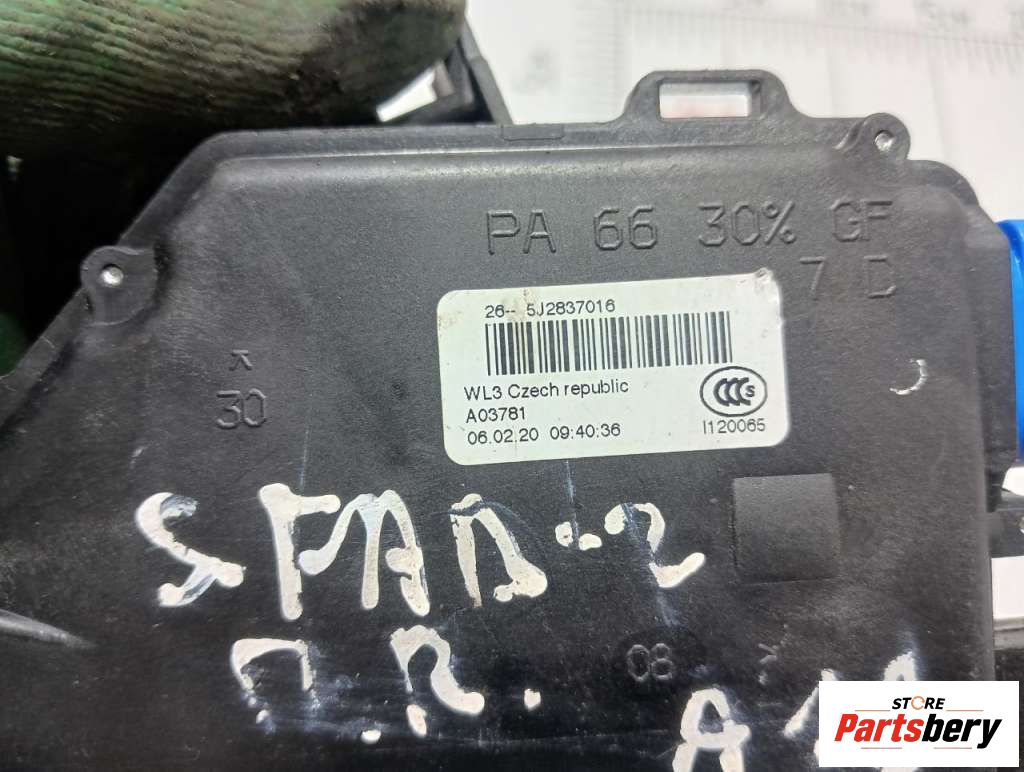 PA 66 30% GF
7 D
26-- 5J2837016
WL3 Czech republic
A03781
06.02.20 09:40:36
CCC S
I120065
30
08
STORE
Partsbery